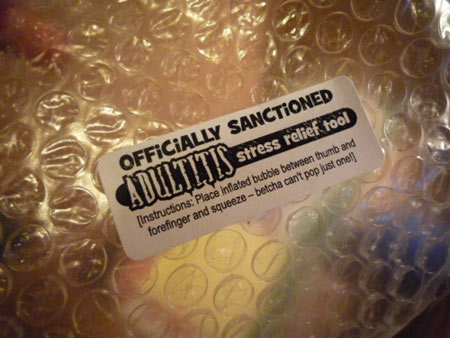 OFFiCiALLY SANCTiONED
ADULTITIS stress relief tool
[Instructions: Place inflated bubble between thumb and
forefinger and squeeze – betcha can't pop just one!]